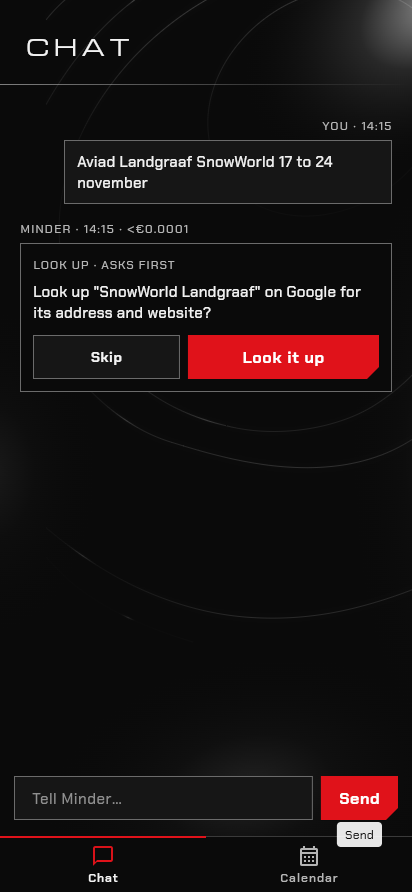 CHAT
YOU · 14:15
Aviad Landgraaf SnowWorld 17 to 24
november
MINDER · 14:15 · <€0.0001
LOOK UP · ASKS FIRST
Look up "SnowWorld Landgraaf" on Google for
its address and website?
Skip
Look it up
Tell Minder…
Send
Send
Chat
Calendar